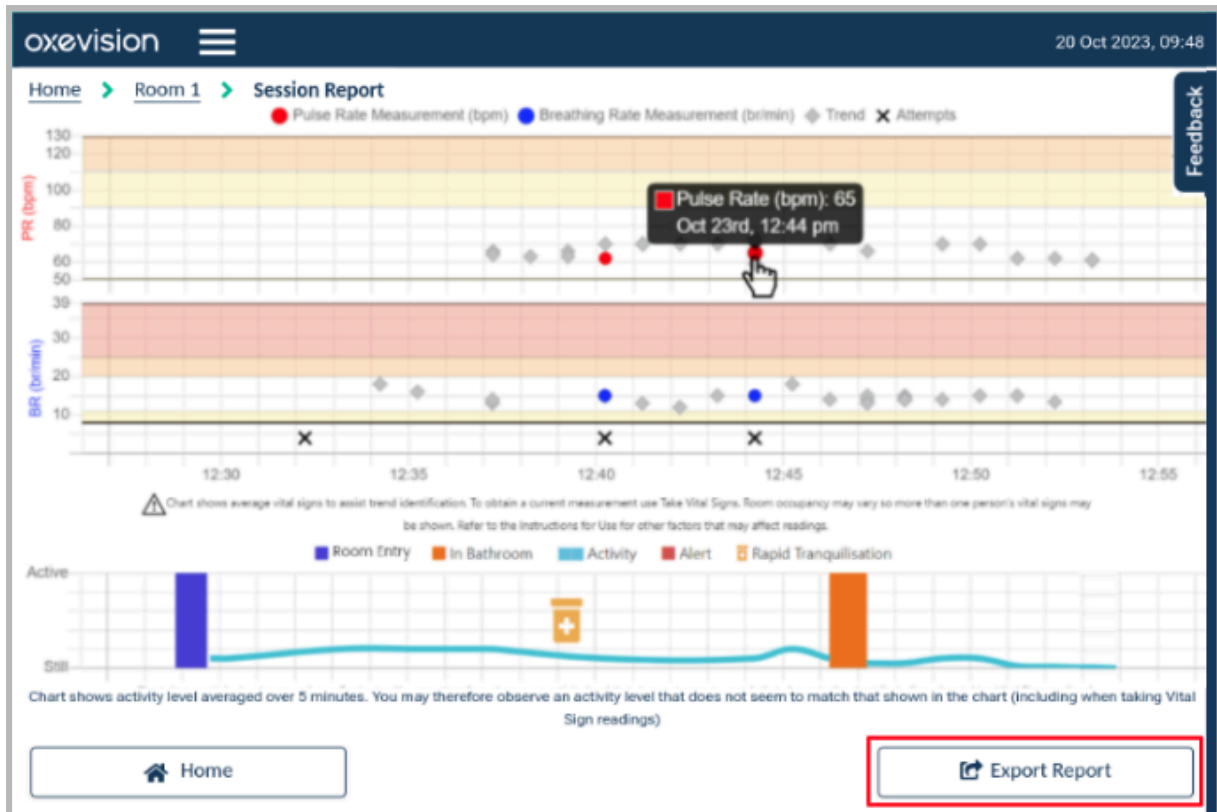 oxevision
20 Oct 2023, 09:48
Home > Room 1 > Session Report
Feedback
Pulse Rate Measurement (bpm) Breathing Rate Measurement (br/min) Trend Attempts
PR (bpm)
130
120
100
80
60
50
Pulse Rate (bpm): 65
Oct 23rd, 12:44 pm
BR (br/min)
39
30
20
10
12:30 12:35 12:40 12:45 12:50 12:55
Chart shows average vital signs to assist trend identification. To obtain a current measurement use Take Vital Signs. Room occupancy may vary so more than one person's vital signs may
be shown. Refer to the Instructions for Use for other factors that may affect readings.
Room Entry In Bathroom Activity Alert Rapid Tranquilisation
Active
Still
Chart shows activity level averaged over 5 minutes. You may therefore observe an activity level that does not seem to match that shown in the chart (including when taking Vital
Sign readings)
Home
Export Report